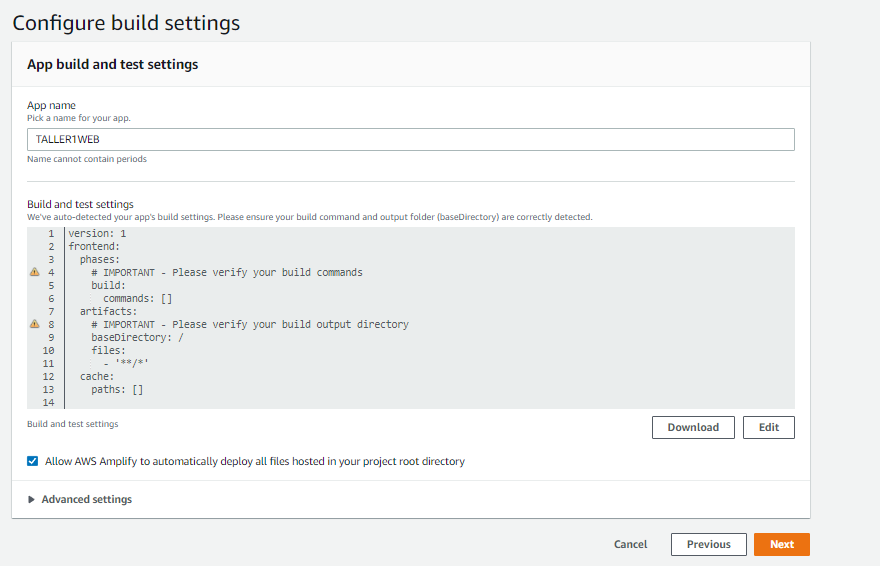 Configure build settings
App build and test settings
App name
Pick a name for your app.
TALLER1WEB
Name cannot contain periods
Build and test settings
We've auto-detected your app's build settings. Please ensure your build command and output folder (baseDirectory) are correctly detected.
1 version: 1
2 frontend:
3 phases:
4 # IMPORTANT - Please verify your build commands
5 build:
6 commands: []
7 artifacts:
8 # IMPORTANT - Please verify your build output directory
9 baseDirectory: /
10 files:
11 - '**/*'
12 cache:
13 paths: []
14
Build and test settings
Download Edit
Allow AWS Amplify to automatically deploy all files hosted in your project root directory
Advanced settings
Cancel Previous Next